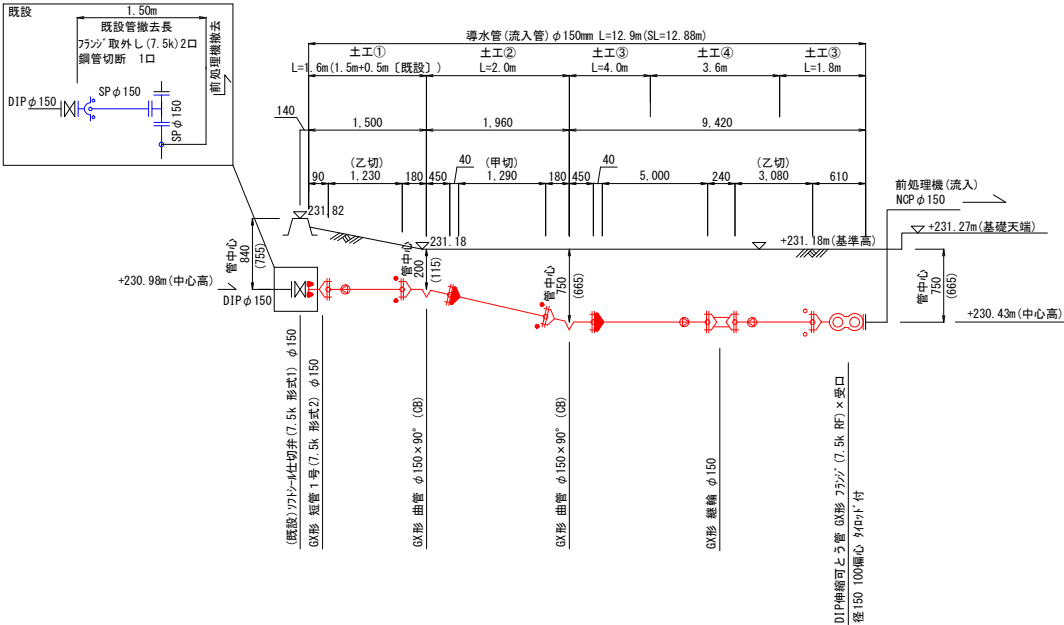 既設
1.50m
既設管撤去長
ﾌﾗﾝｼﾞ取外し(7.5k)2口
鋼管切断 1口
前処理機撤去
SPφ150
DIPφ150
SPφ150
導水管(流入管)φ150mm L=12.9m(SL=12.88m)
土工① 土工② 土工③ 土工④ 土工③
L=1.6m(1.5m+0.5m〔既設〕) L=2.0m L=4.0m 3.6m L=1.8m
140
1,500 1,960 9,420
(乙切) 40 (甲切) 40 (乙切)
90 1,230 180 450 1,290 180 450 5,000 240 3,080 610
前処理機(流入)
NCPφ150
231.82
231.18
+231.18m(基準高)
+231.27m(基礎天端)
管中心
840
(755)
管中心
200
(115)
管中心
750
(665)
管中心
750
(665)
+230.98m(中心高)
DIPφ150
+230.43m(中心高)
(既設)ｿﾌﾄｼｰﾙ仕切弁(7.5k 形式1) φ150
GX形 短管１号(7.5k 形式2) φ150
GX形 曲管 φ150×90° (CB)
GX形 曲管 φ150×90° (CB)
GX形 継輪 φ150
DIP伸縮可とう管 GX形 ﾌﾗﾝｼﾞ(7.5k RF)×受口
径150 100偏心 ﾀｲﾛｯﾄﾞ付